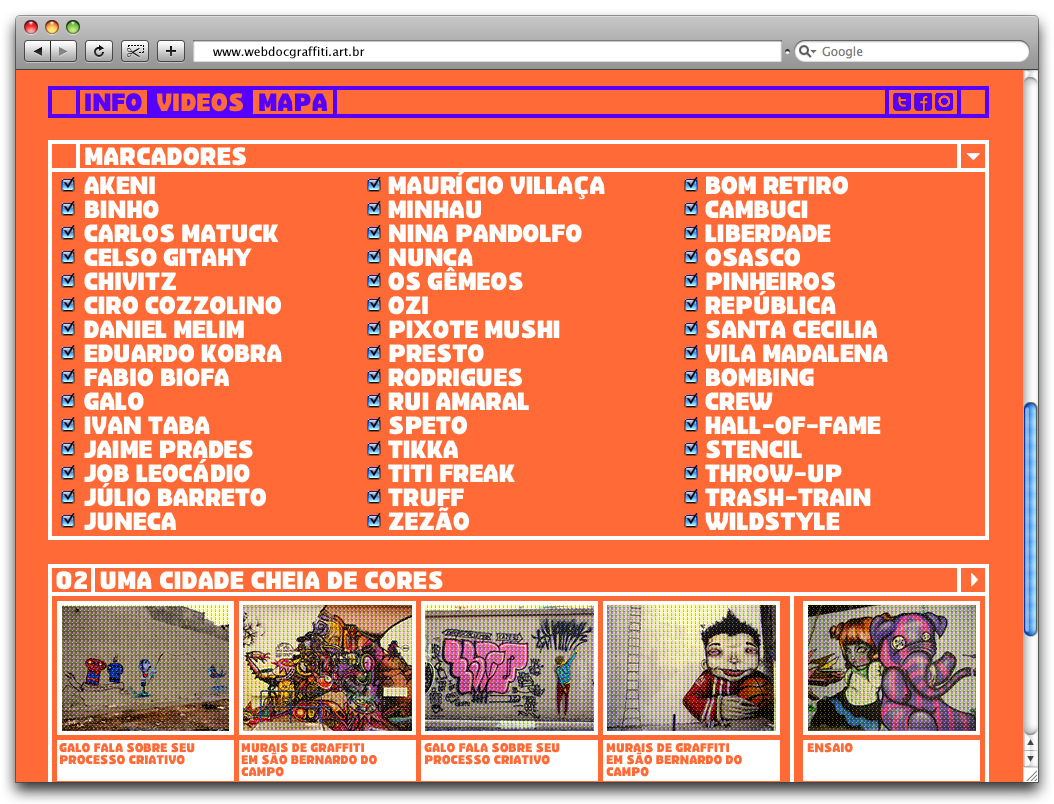 www.webdocgraffiti.art.br
Google
INFO VIDEOS MAPA
MARCADORES
AKENI
BINHO
CARLOS MATUCK
CELSO GITAHY
CHIVITZ
CIRO COZZOLINO
DANIEL MELIM
EDUARDO KOBRA
FABIO BIOFA
GALO
IVAN TABA
JAIME PRADES
JOB LEOCÁDIO
JÚLIO BARRETO
JUNECA
MAURÍCIO VILLAÇA
MINHAU
NINA PANDOLFO
NUNCA
OS GÊMEOS
OZI
PIXOTE MUSHI
PRESTO
RODRIGUES
RUI AMARAL
SPETO
TIKKA
TITI FREAK
TRUFF
ZEZÃO
BOM RETIRO
CAMBUCI
LIBERDADE
OSASCO
PINHEIROS
REPÚBLICA
SANTA CECILIA
VILA MADALENA
BOMBING
CREW
HALL-OF-FAME
STENCIL
THROW-UP
TRASH-TRAIN
WILDSTYLE
02 UMA CIDADE CHEIA DE CORES
GALO FALA SOBRE SEU
PROCESSO CRIATIVO
MURAIS DE GRAFFITI
EM SÃO BERNARDO DO
CAMPO
GALO FALA SOBRE SEU
PROCESSO CRIATIVO
MURAIS DE GRAFFITI
EM SÃO BERNARDO DO
CAMPO
ENSAIO